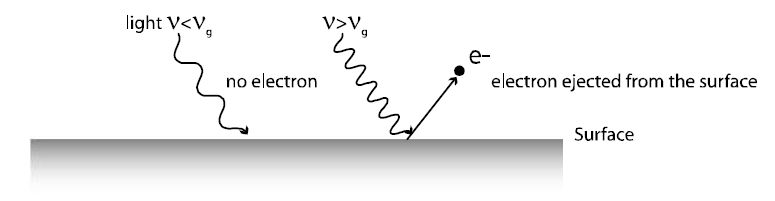 light ν<νg
ν>νg
e-
no electron
electron ejected from the surface
Surface